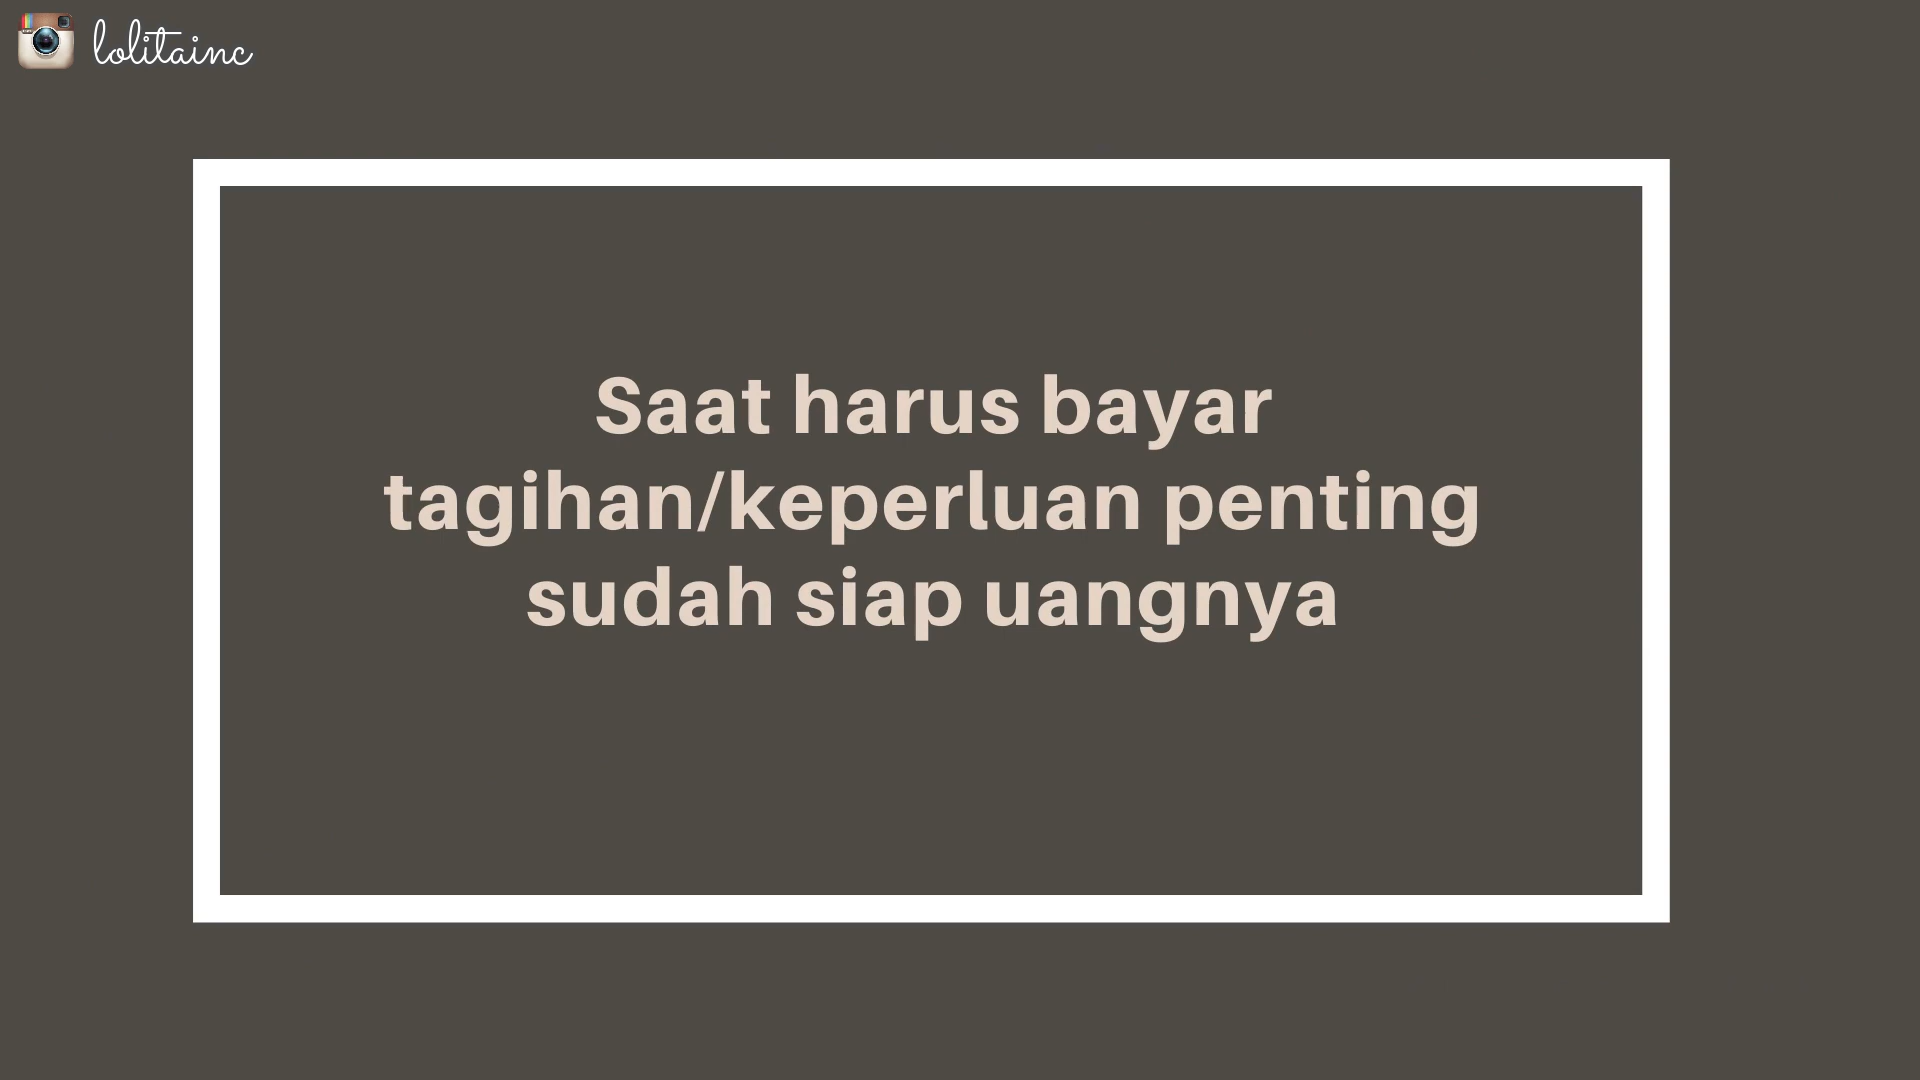 lolitainc
Saat harus bayar
tagihan/keperluan penting
sudah siap uangnya